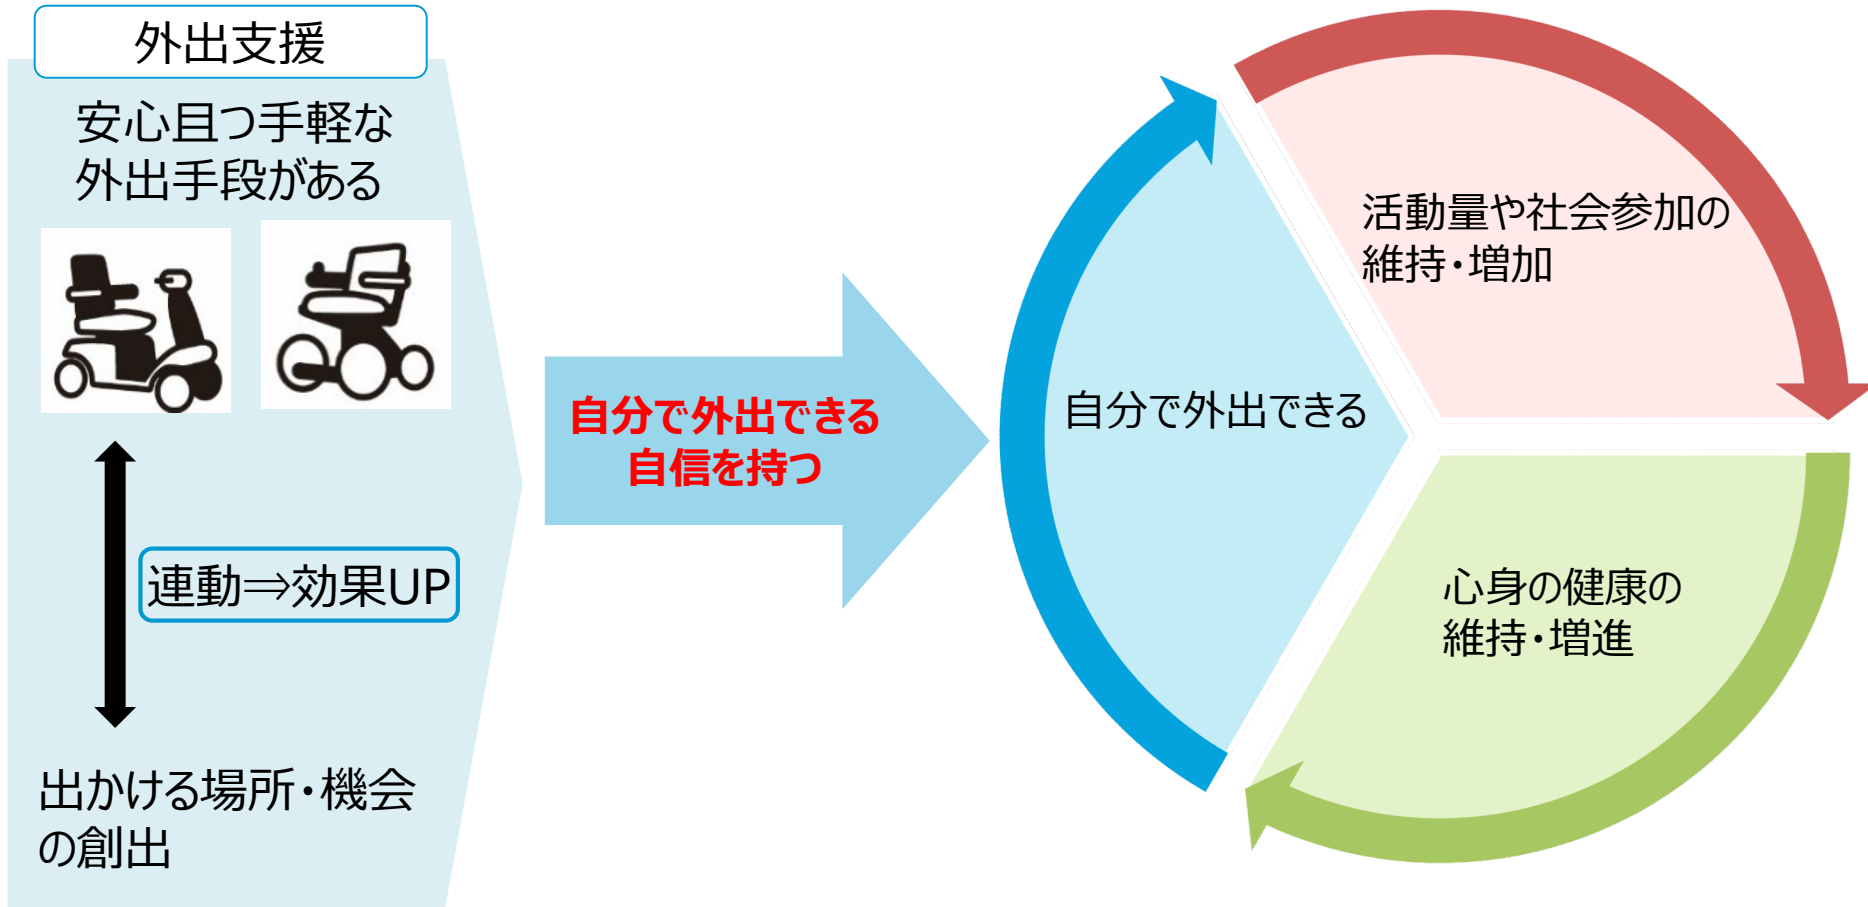 外出支援
安心且つ手軽な
外出手段がある
連動⇒効果UP
出かける場所・機会
の創出
自分で外出できる
自信を持つ
自分で外出できる
活動量や社会参加の
維持・増加
心身の健康の
維持・増進